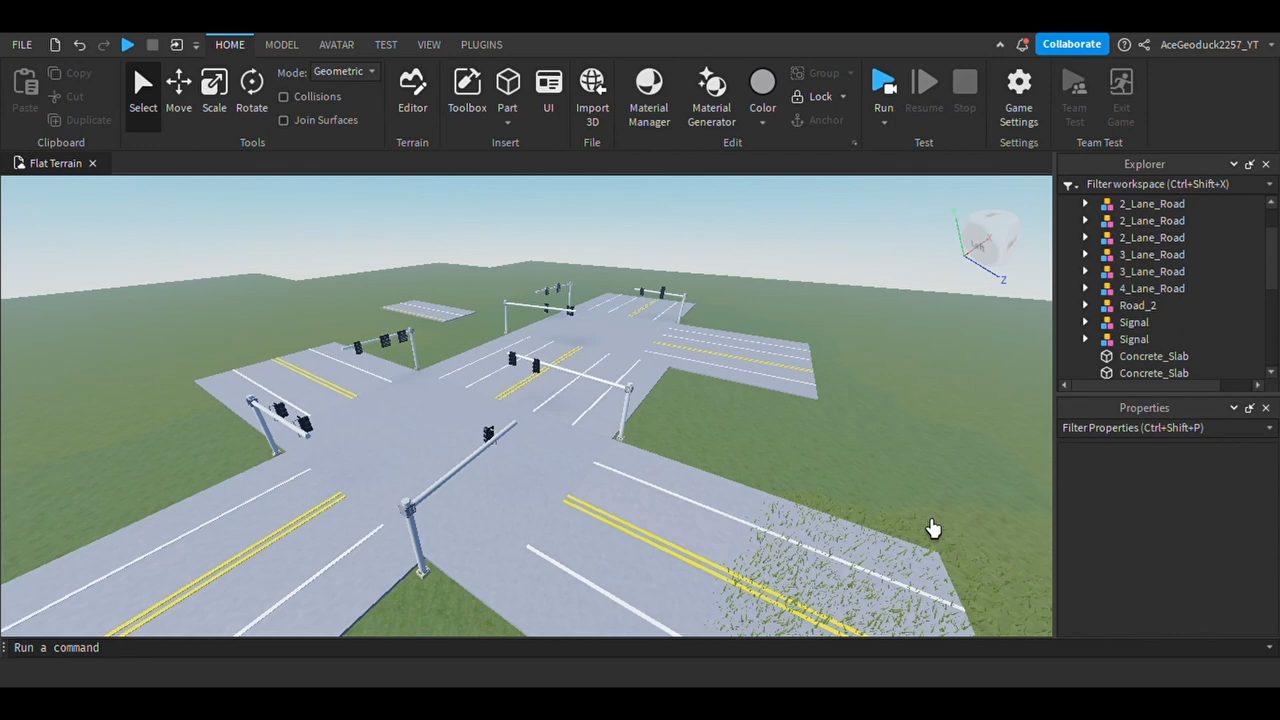 FILE HOME MODEL AVATAR TEST VIEW PLUGINS Collaborate AceGeoduck2257_YT
Paste Copy Cut Duplicate
Clipboard
Select Move Scale Rotate
Mode: Geometric
Collisions
Join Surfaces
Tools
Editor
Terrain
Toolbox Part UI
Insert
Import
3D
File
Material
Manager
Material
Generator
Color
Group
Lock
Anchor
Edit
Run Resume Stop
Test
Game
Settings
Settings
Team
Test
Exit
Game
Team Test
Flat Terrain
Explorer
Filter workspace (Ctrl+Shift+X)
2_Lane_Road
2_Lane_Road
2_Lane_Road
3_Lane_Road
3_Lane_Road
4_Lane_Road
Road_2
Signal
Signal
Concrete_Slab
Concrete_Slab
Properties
Filter Properties (Ctrl+Shift+P)
Z
Run a command